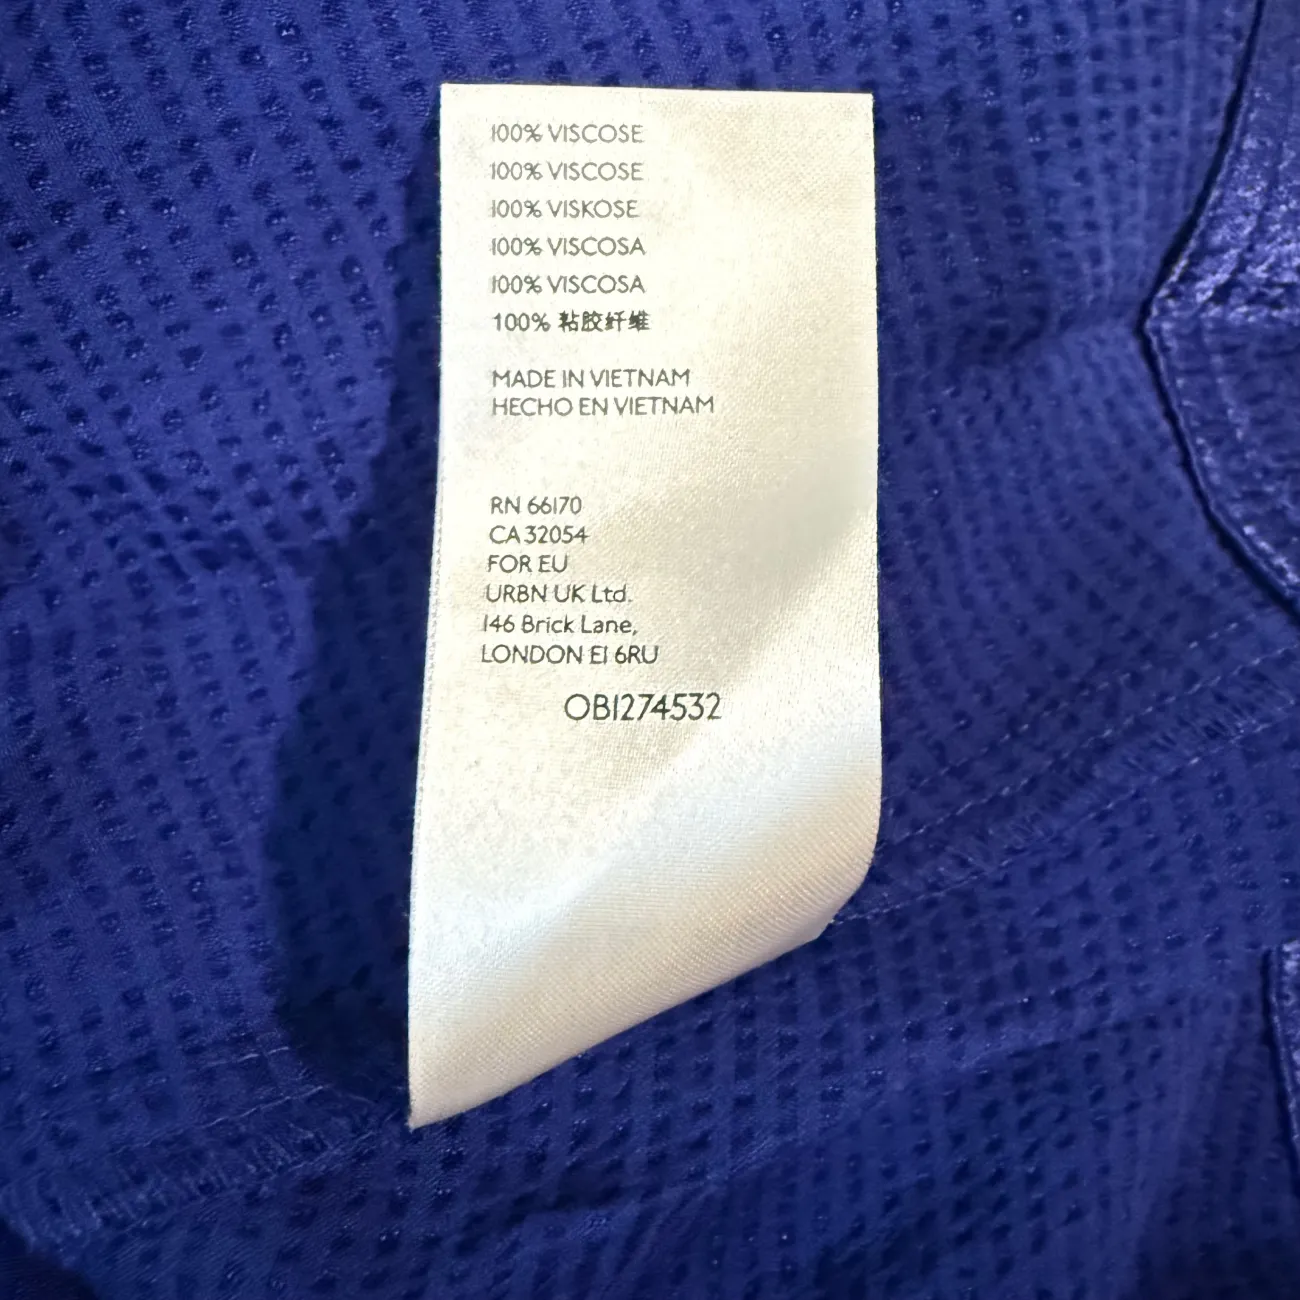 100% VISCOSE
100% VISCOSE
100% VISKOSE
100% VISCOSA
100% VISCOSA
100% 粘胶纤维
MADE IN VIETNAM
HECHO EN VIETNAM
RN 66170
CA 32054
FOR EU
URBN UK Ltd.
146 Brick Lane,
LONDON E1 6RU
OB1274532